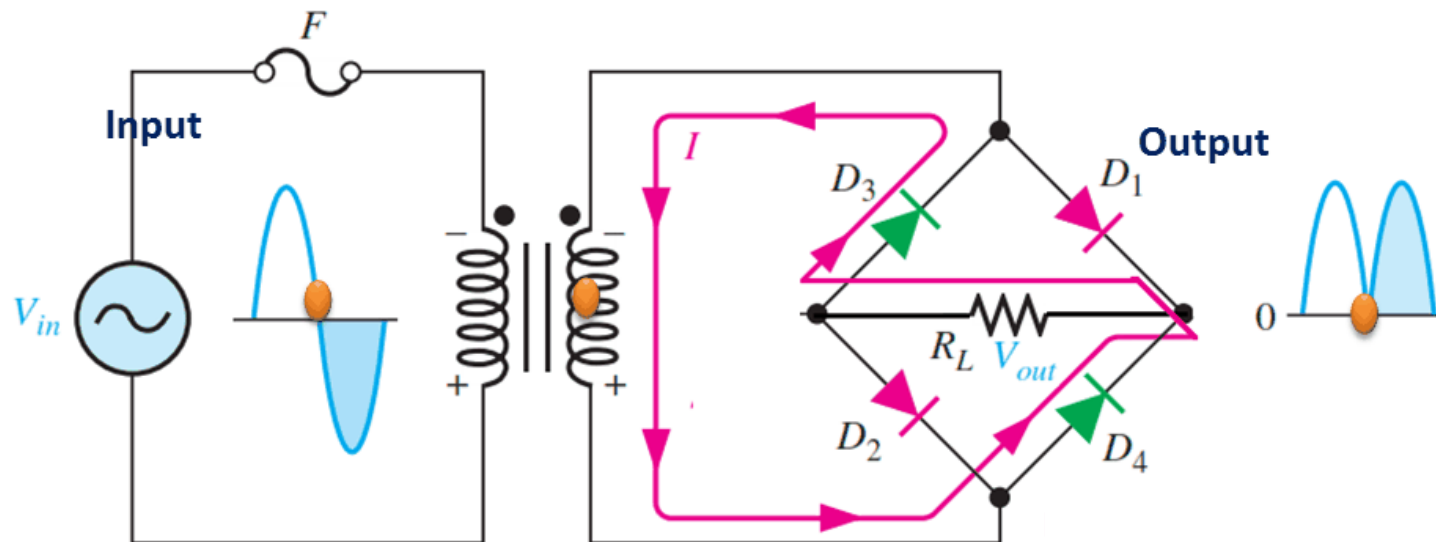 F
Input
Output
I
D3
D1
−
−
Vin
0
RL
Vout
+
+
D2
D4